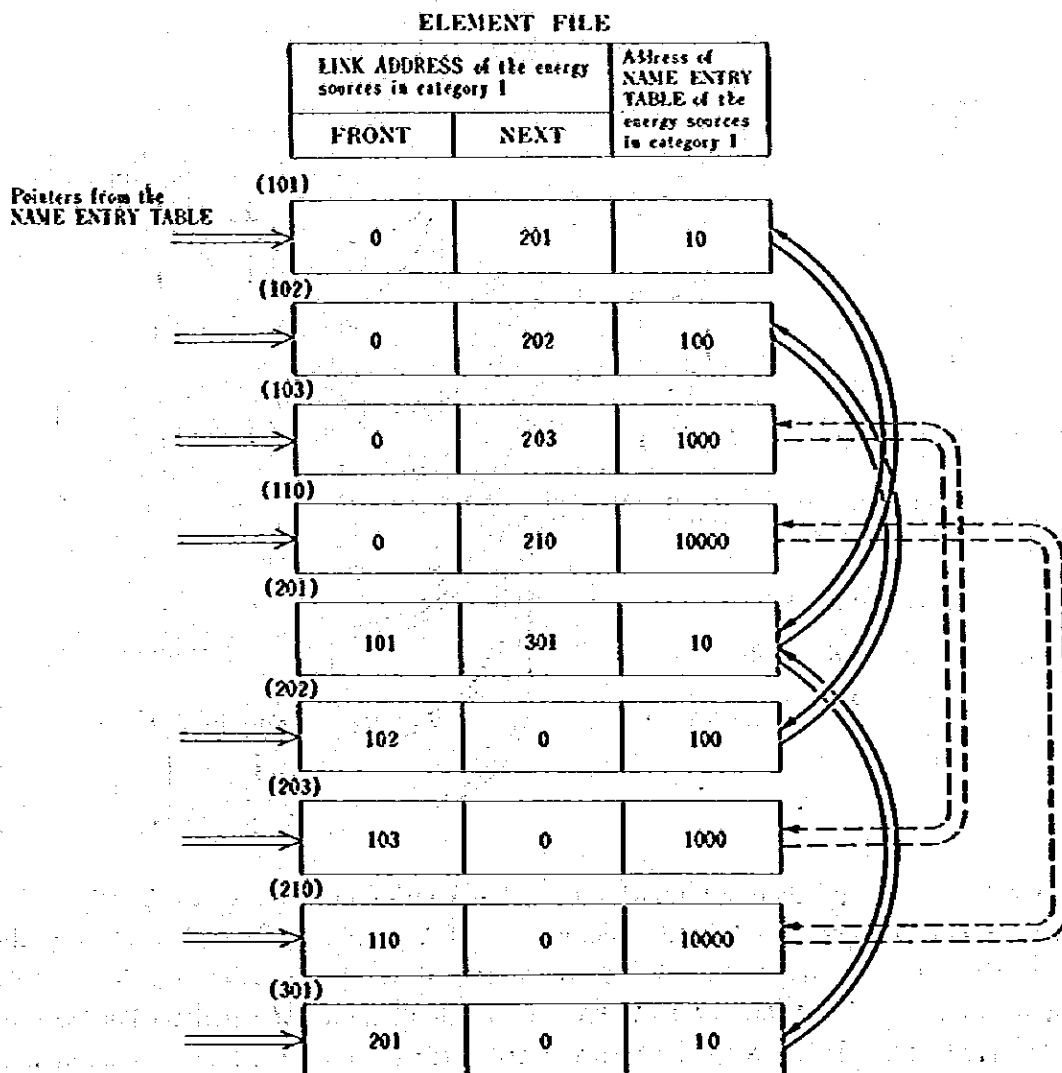 ELEMENT FILE
LINK ADDRESS of the energy
sources in category I
Address of
NAME ENTRY
TABLE of the
energy sources
in category I
FRONT NEXT
Pointers from the
NAME ENTRY TABLE
(101)
0 201 10
(102)
0 202 100
(103)
0 203 1000
(110)
0 210 10000
(201)
101 301 10
(202)
102 0 100
(203)
103 0 1000
(210)
110 0 10000
(301)
201 0 10